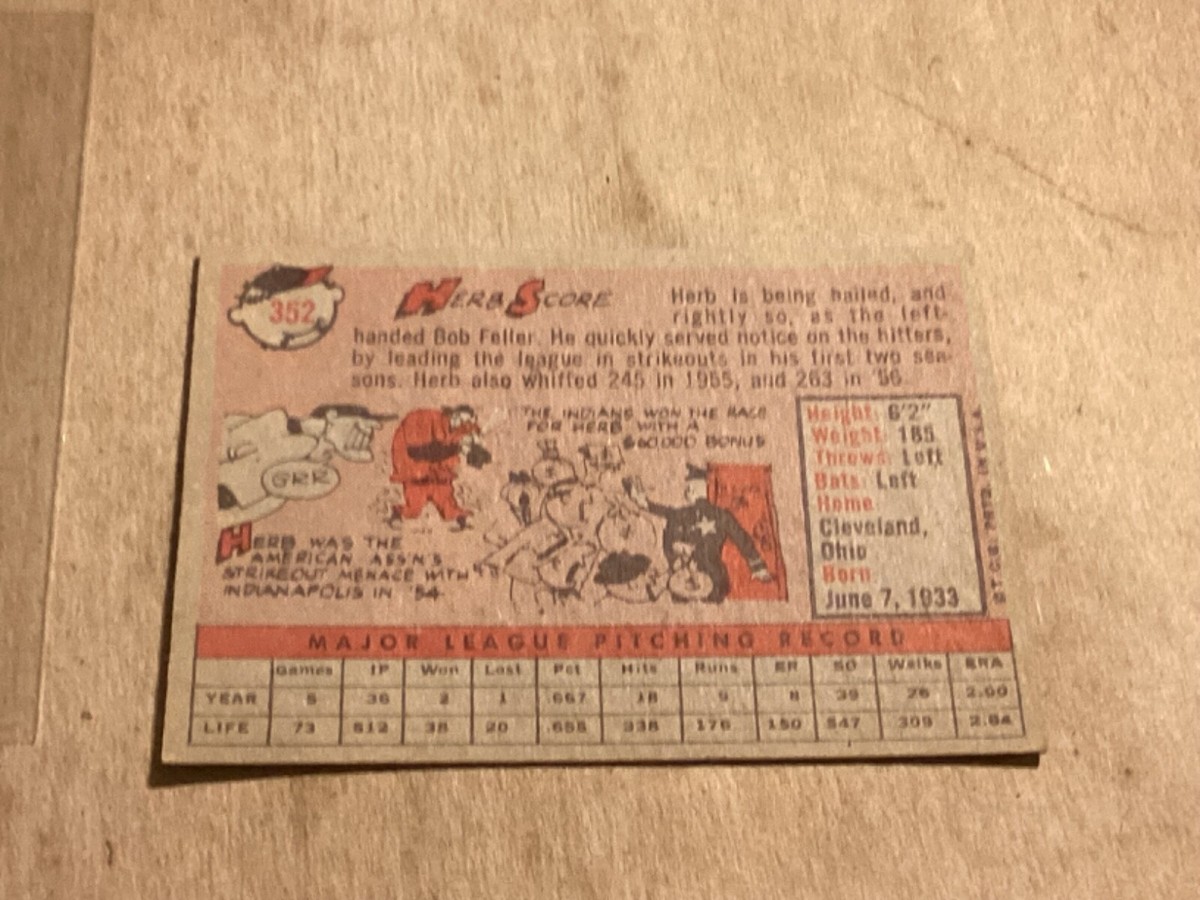 352
HERB SCORE
Herb is being hailed, and
rightly so, as the left-
handed Bob Feller. He quickly served notice on the hitters,
by leading the league in strikeouts in his first two sea-
sons. Herb also whiffed 245 in 1955, and 263 in '56.
GRR
HERB WAS THE
AMERICAN ASS'N'S
STRIKEOUT MENACE WITH
INDIANAPOLIS IN '54.
THE INDIANS WON THE RACE
FOR HERB WITH A
$60,000 BONUS
Height: 6'2"
Weight: 185
Throws: Left
Bats: Left
Home:
Cleveland,
Ohio
Born:
June 7, 1933
T.C.G. PRTD. IN U.S.A.
MAJOR LEAGUE PITCHING RECORD
Games IP Won Lost Pct Hits Runs ER SO Walks ERA
YEAR 5 36 2 1 .667 18 9 8 39 26 2.00
LIFE 73 512 38 20 .655 338 176 150 547 309